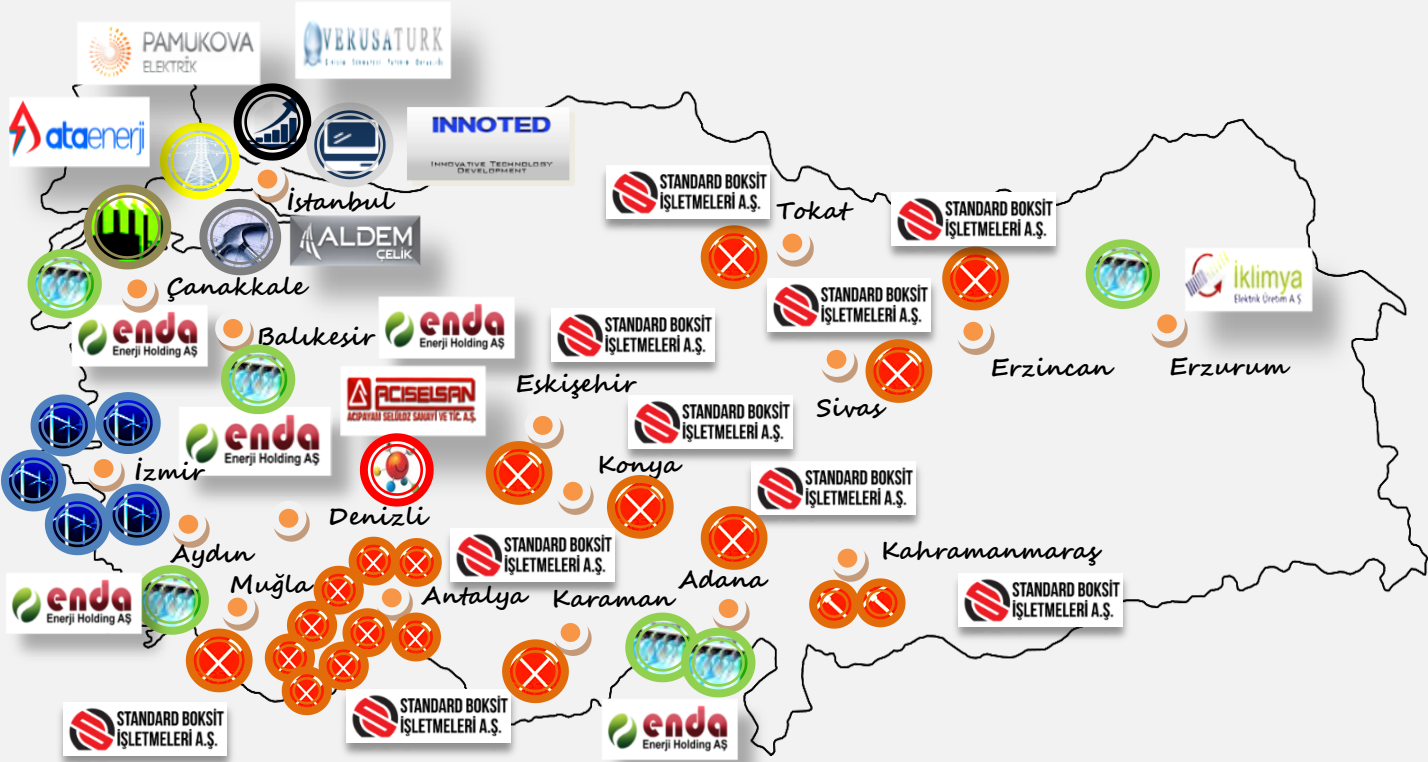 PAMUKOVA
ELEKTRİK
VERUSATURK
ataenerji
INNOTED
INNOVATIVE TECHNOLOGY
DEVELOPMENT
İstanbul
ALDEM
ÇELİK
STANDARD BOKSİT
İŞLETMELERİ A.Ş.
Tokat
STANDARD BOKSİT
İŞLETMELERİ A.Ş.
Çanakkale
STANDARD BOKSİT
İŞLETMELERİ A.Ş.
İklimya
Elektrik Üretim A Ş
enda
Enerji Holding AŞ
Balıkesir
enda
Enerji Holding AŞ
STANDARD BOKSİT
İŞLETMELERİ A.Ş.
Erzincan
Erzurum
Eskişehir
ACISELSAN
ACIPAYAM SELÜLOZ SANAYİ VE TİC. A.Ş.
Sivas
STANDARD BOKSİT
İŞLETMELERİ A.Ş.
enda
Enerji Holding AŞ
İzmir
Konya
STANDARD BOKSİT
İŞLETMELERİ A.Ş.
Denizli
Aydın
STANDARD BOKSİT
İŞLETMELERİ A.Ş.
Kahramanmaraş
Muğla
Antalya
Karaman
Adana
enda
Enerji Holding AŞ
STANDARD BOKSİT
İŞLETMELERİ A.Ş.
STANDARD BOKSİT
İŞLETMELERİ A.Ş.
STANDARD BOKSİT
İŞLETMELERİ A.Ş.
enda
Enerji Holding AŞ